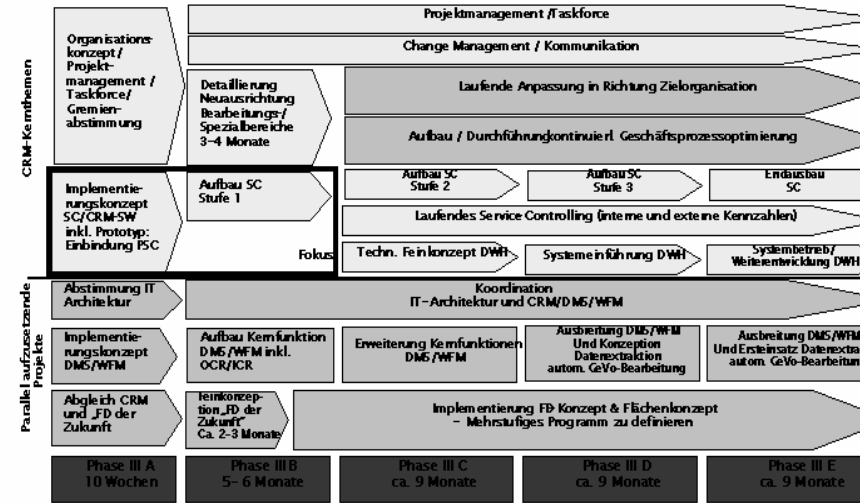 CRM-Kernthemen
Organisations-
konzept /
Projekt-
management /
Taskforce/
Gremien-
abstimmung
Projektmanagement /Taskforce
Change Management / Kommunikation
Detaillierung
Neuausrichtung
Bearbeitungs-/
Spezialbereiche
3-4 Monate
Laufende Anpassung in Richtung Zielorganisation
Aufbau / Durchführungkontinuierl. Geschäftsprozessoptimierung
Implementie-
rungskonzept
SC/CRM-SW
inkl. Prototyp:
Einbindung PSC
Aufbau SC
Stufe 1
Fokus
Aufbau SC
Stufe 2
Aufbau SC
Stufe 3
Endausbau
SC
Laufendes Service Controlling (interne und externe Kennzahlen)
Techn. Feinkonzept DWH
Systemeinführung DWH
Systembetrieb/
Weiterentwicklung DWH
Parallel aufzusetzende
Projekte
Abstimmung IT
Architektur
Koordination
IT-Architektur und CRM/DMS/WFM
Implementie-
rungskonzept
DMS/WFM
Aufbau Kernfunktion
DMS/WFM inkl.
OCR/ICR
Erweiterung Kernfunktionen
DMS/WFM
Ausbreitung DMS/WFM
Und Konzeption
Datenextraktion
autom. GeVo-Bearbeitung
Ausbreitung DMS/WFM
Und Ersteinsatz Datenextra
autom. GeVo-Bearbeitun
Abgleich CRM
und „FD der
Zukunft
Feinkonzep-
tion„FD der
Zukunft"
Ca. 2-3 Monate
Implementierung FD-Konzept & Flächenkonzept
- Mehrstufiges Programm zu definieren
Phase III A
10 Wochen
Phase III B
5- 6 Monate
Phase III C
ca. 9 Monate
Phase III D
ca. 9 Monate
Phase III E
ca. 9 Monate